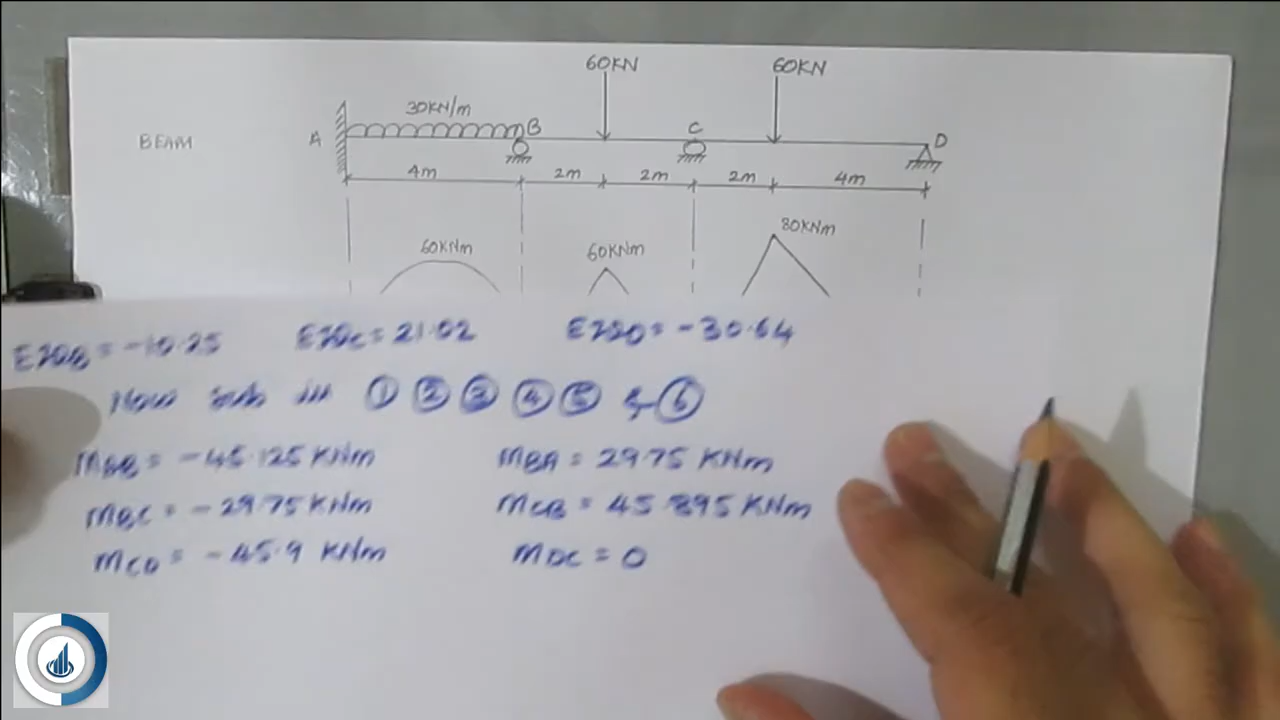 60KN 60KN
30KN/m
BEAM A B C D
4m 2m 2m 2m 4m
60KNm 60KNm 80KNm
EIθB = -10.25 EIθC = 21.02 EIθD = -30.64
Now sub in ① ② ③ ④ ⑤ & ⑥
= -45.125 KNm MBA = 29.75 KNm
MBC = -29.75 KNm MCB = 45.895 KNm
MCD = -45.9 KNm MDC = 0